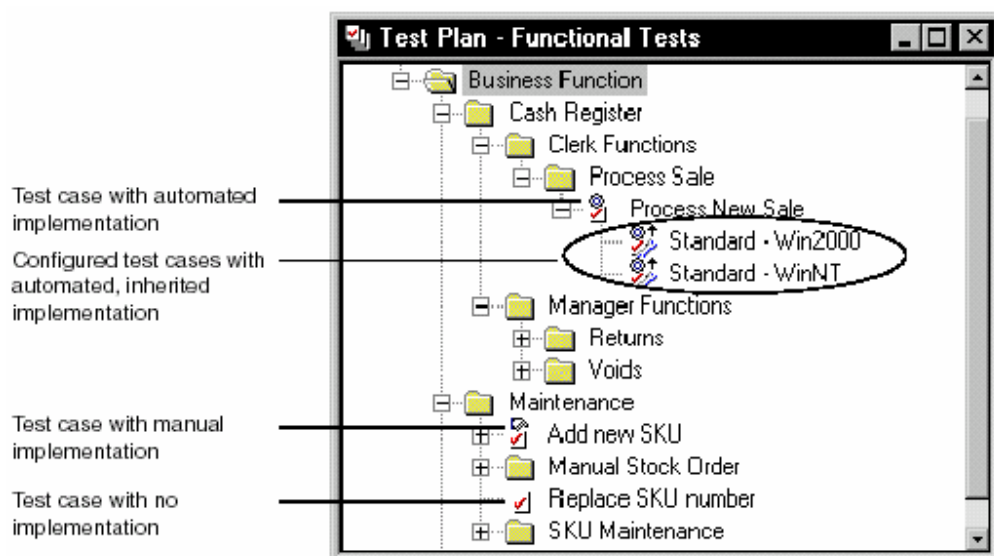 Test Plan - Functional Tests
Business Function
Cash Register
Clerk Functions
Process Sale
Process New Sale
Standard - Win2000
Standard - WinNT
Manager Functions
Returns
Voids
Maintenance
Add new SKU
Manual Stock Order
Replace SKU number
SKU Maintenance
Test case with automated
implementation
Configured test cases with
automated, inherited
implementation
Test case with manual
implementation
Test case with no
implementation